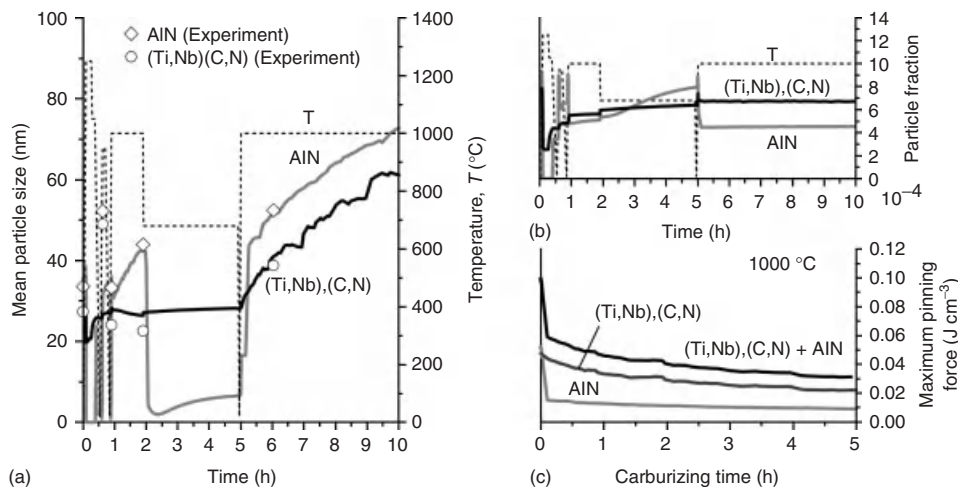 100
80
60
40
20
0
Mean particle size (nm)
AlN (Experiment)
(Ti,Nb)(C,N) (Experiment)
T
AlN
(Ti,Nb),(C,N)
1400
1200
1000
800
600
400
200
0
Temperature, T (°C)
0 1 2 3 4 5 6 7 8 9 10
(a)
Time (h)
T
(Ti,Nb),(C,N)
AlN
14
12
10
8
6
4
2
0
10⁻⁴
Particle fraction
0 1 2 3 4 5 6 7 8 9 10
(b)
Time (h)
1000 °C
(Ti,Nb),(C,N)
(Ti,Nb),(C,N) + AlN
AlN
0.12
0.10
0.08
0.06
0.04
0.02
0.00
Maximum pinning
force (J cm⁻³)
0 1 2 3 4 5
(c)
Carburizing time (h)